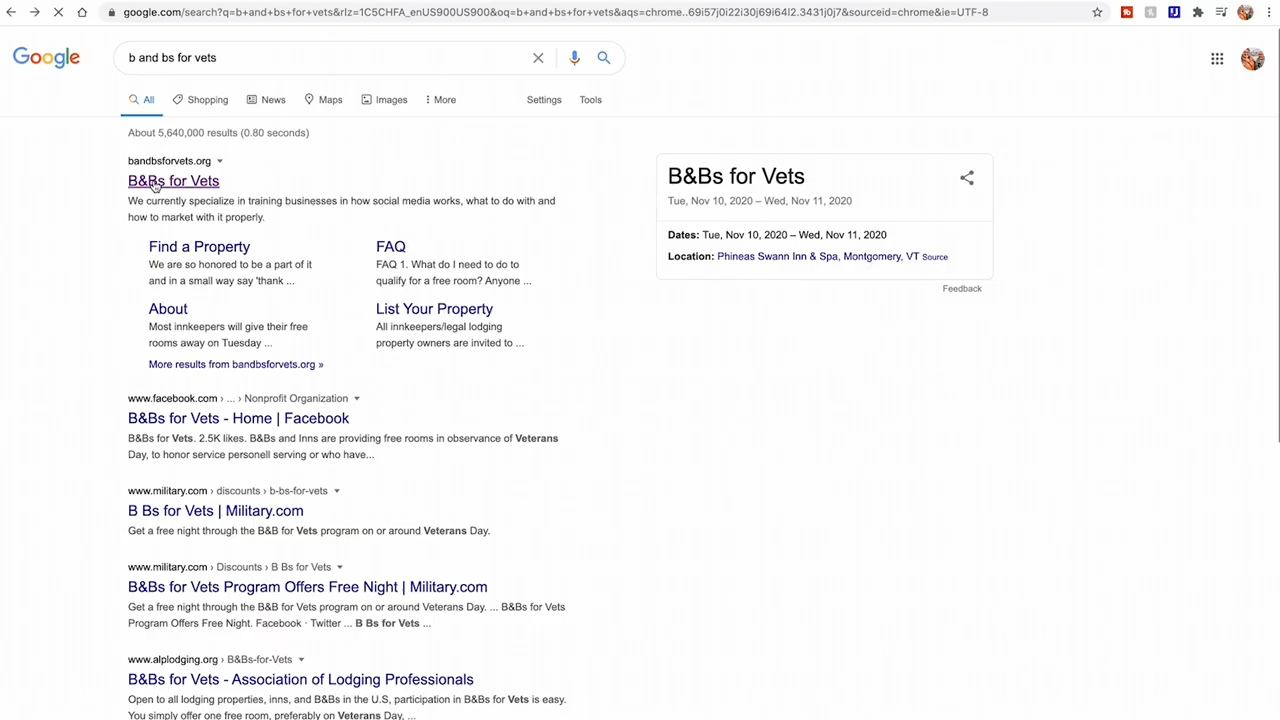 google.com/search?q=b+and+bs+for+vets&rlz=1C5CHFA_enUS900US900&oq=b+and+bs+for+vets&aqs=chrome..69i57j0i22i30j69i64l2.3431j0j7&sourceid=chrome&ie=UTF-8
Google
b and bs for vets
All Shopping News Maps Images More Settings Tools
About 5,640,000 results (0.80 seconds)
bandbsforvets.org
B&Bs for Vets
We currently specialize in training businesses in how social media works, what to do with and
how to market with it properly.
Find a Property
We are so honored to be a part of it
and in a small way say 'thank ...
FAQ
FAQ 1. What do I need to do to
qualify for a free room? Anyone ...
About
Most innkeepers will give their free
rooms away on Tuesday ...
List Your Property
All innkeepers/legal lodging
property owners are invited to ...
More results from bandbsforvets.org »
www.facebook.com › ... › Nonprofit Organization
B&Bs for Vets - Home | Facebook
B&Bs for Vets. 2.5K likes. B&Bs and Inns are providing free rooms in observance of Veterans
Day, to honor service personell serving or who have...
www.military.com › discounts › b-bs-for-vets
B Bs for Vets | Military.com
Get a free night through the B&B for Vets program on or around Veterans Day.
www.military.com › Discounts › B Bs for Vets
B&Bs for Vets Program Offers Free Night | Military.com
Get a free night through the B&B for Vets program on or around Veterans Day. ... B&Bs for Vets
Program Offers Free Night. Facebook · Twitter ... B Bs for Vets ...
www.alplodging.org › B&Bs-for-Vets
B&Bs for Vets - Association of Lodging Professionals
Open to all lodging properties, inns, and B&Bs in the U.S, participation in B&Bs for Vets is easy.
You simply offer one free room, preferably on Veterans Day, ...
B&Bs for Vets
Tue, Nov 10, 2020 – Wed, Nov 11, 2020
Dates: Tue, Nov 10, 2020 – Wed, Nov 11, 2020
Location: Phineas Swann Inn & Spa, Montgomery, VT Source
Feedback